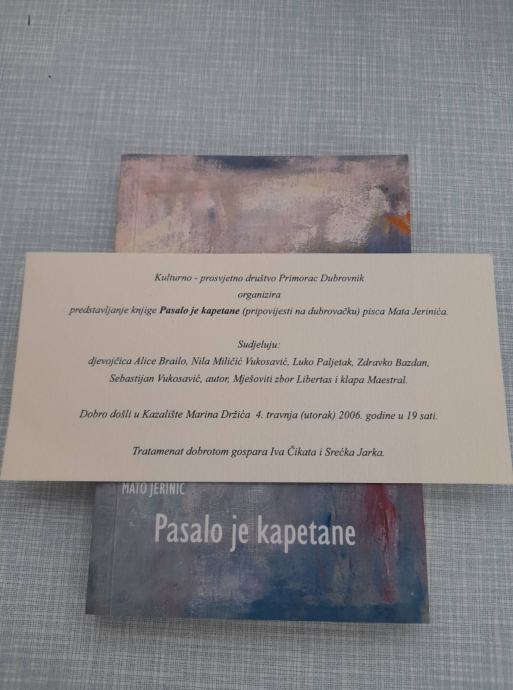 Kulturno - prosvjetno društvo Primorac Dubrovnik
organizira
predstavljanje knjige Pasalo je kapetane (pripovijesti na dubrovačku) pisca Mata Jerinića.
Sudjeluju:
djevojčica Alice Brailo, Nila Miličić Vukosavić, Luko Paljetak, Zdravko Bazdan,
Sebastijan Vukosavić, autor, Mješoviti zbor Libertas i klapa Maestral.
Dobro došli u Kazalište Marina Držića 4. travnja (utorak) 2006. godine u 19 sati.
Tratamenat dobrotom gospara Iva Čikata i Srećka Jarka.
MATO JERINIĆ
Pasalo je kapetane